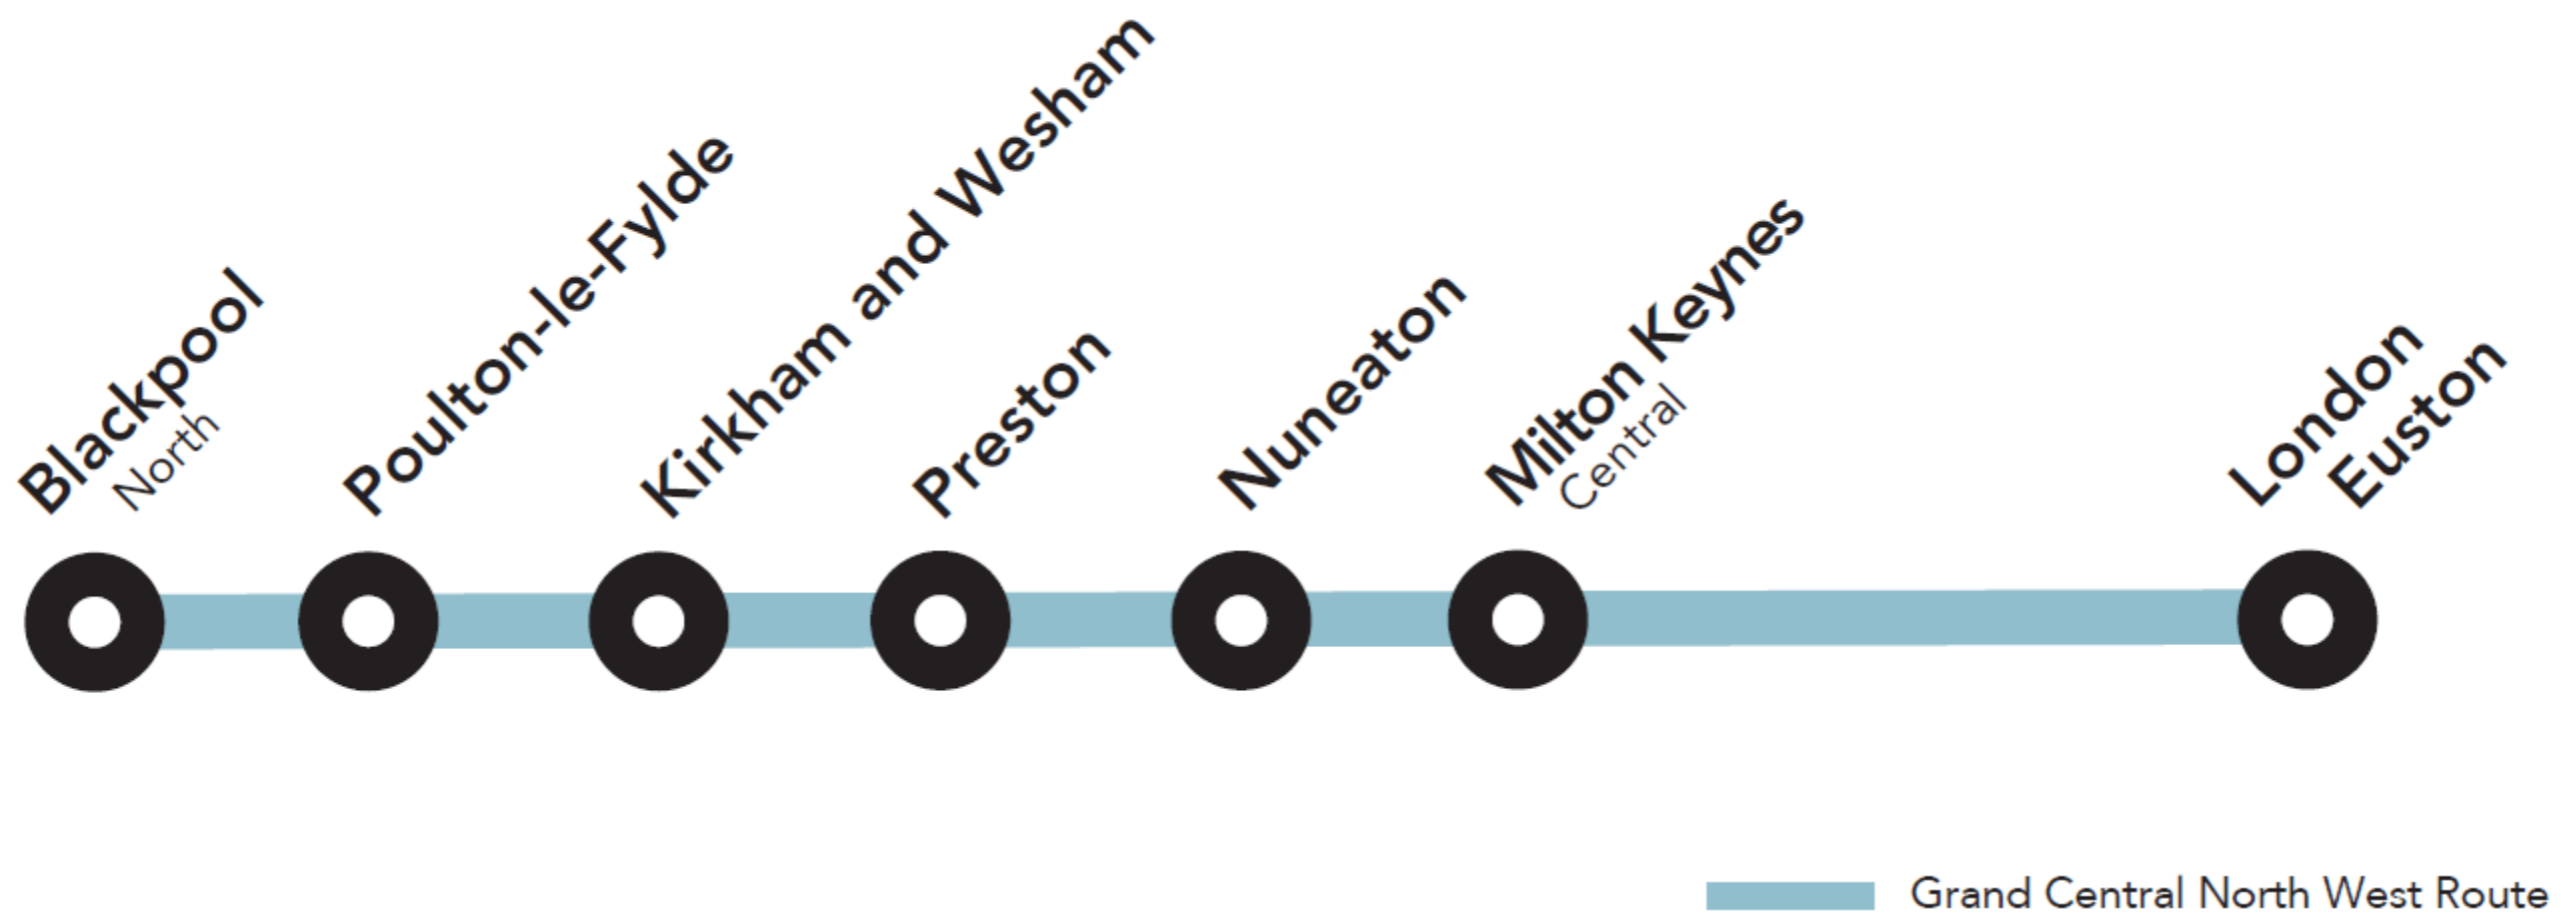 Blackpool
North
Poulton-le-Fylde
Kirkham and Wesham
Preston
Nuneaton
Milton Keynes
Central
London
Euston
Grand Central North West Route